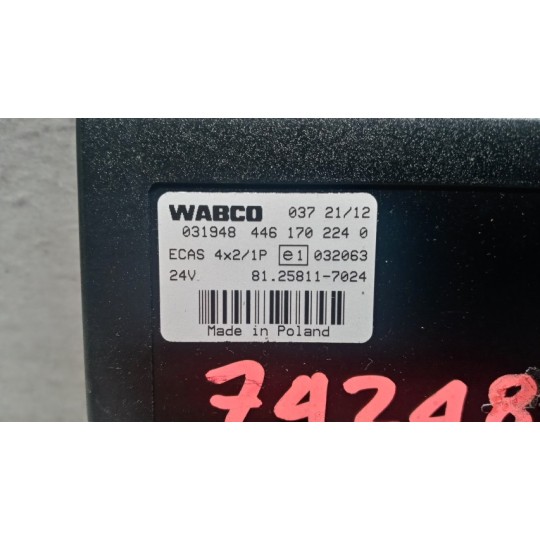 WABCO 037 21/12
031948 446 170 224 0
ECAS 4x2/1P e1 032063
24V 81.25811-7024
Made in Poland
79248